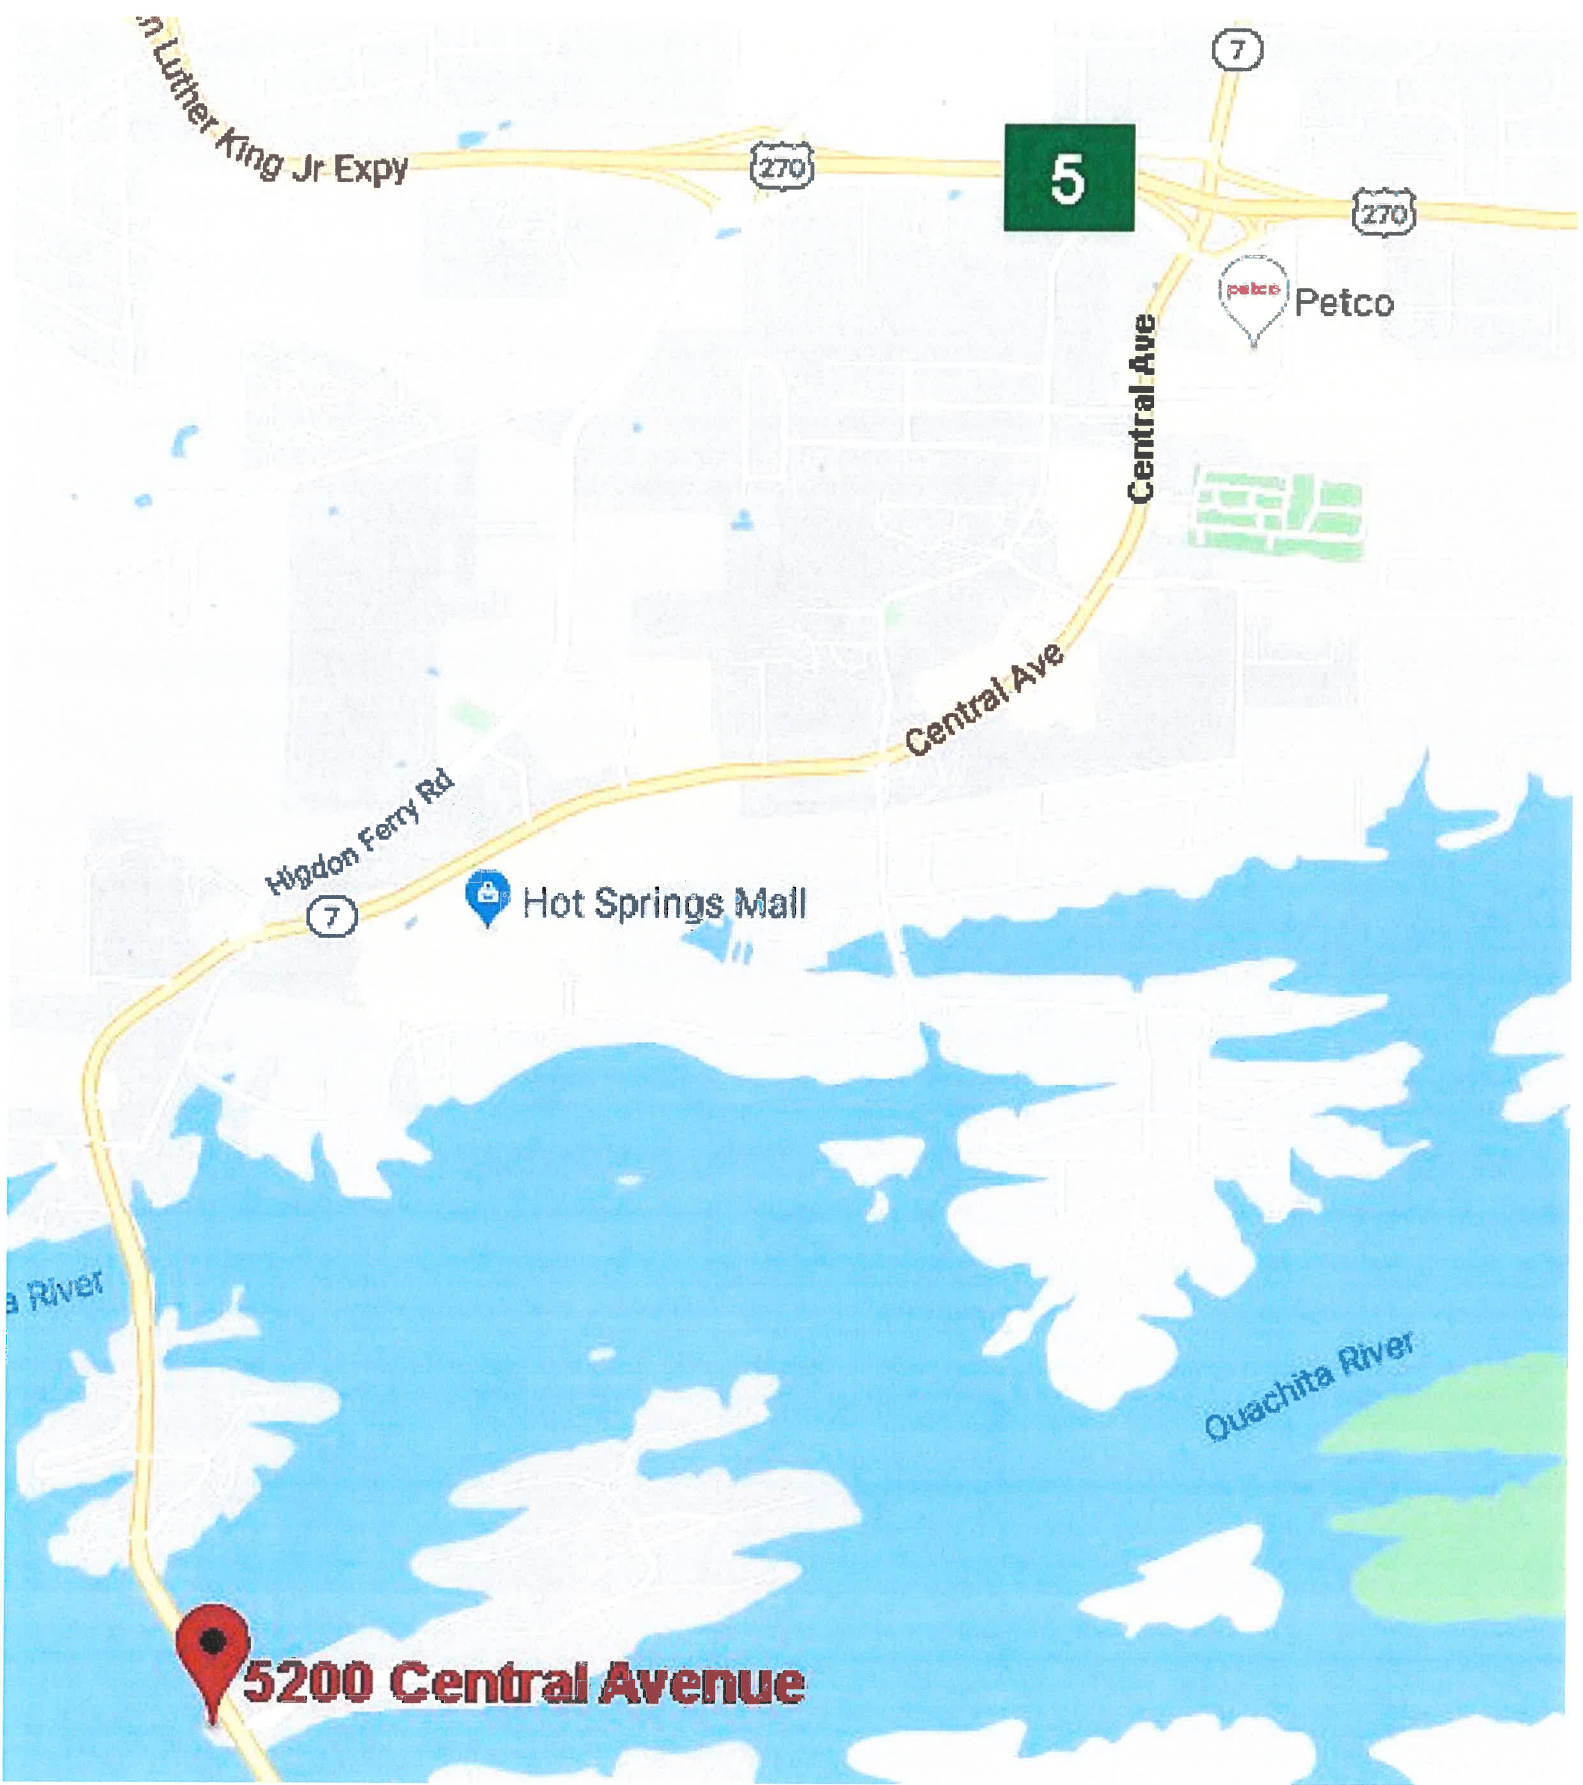 n Luther King Jr Expy
7
270
5
270
petco
Petco
Central Ave
Central Ave
Higdon Ferry Rd
7
Hot Springs Mall
a River
Ouachita River
5200 Central Avenue